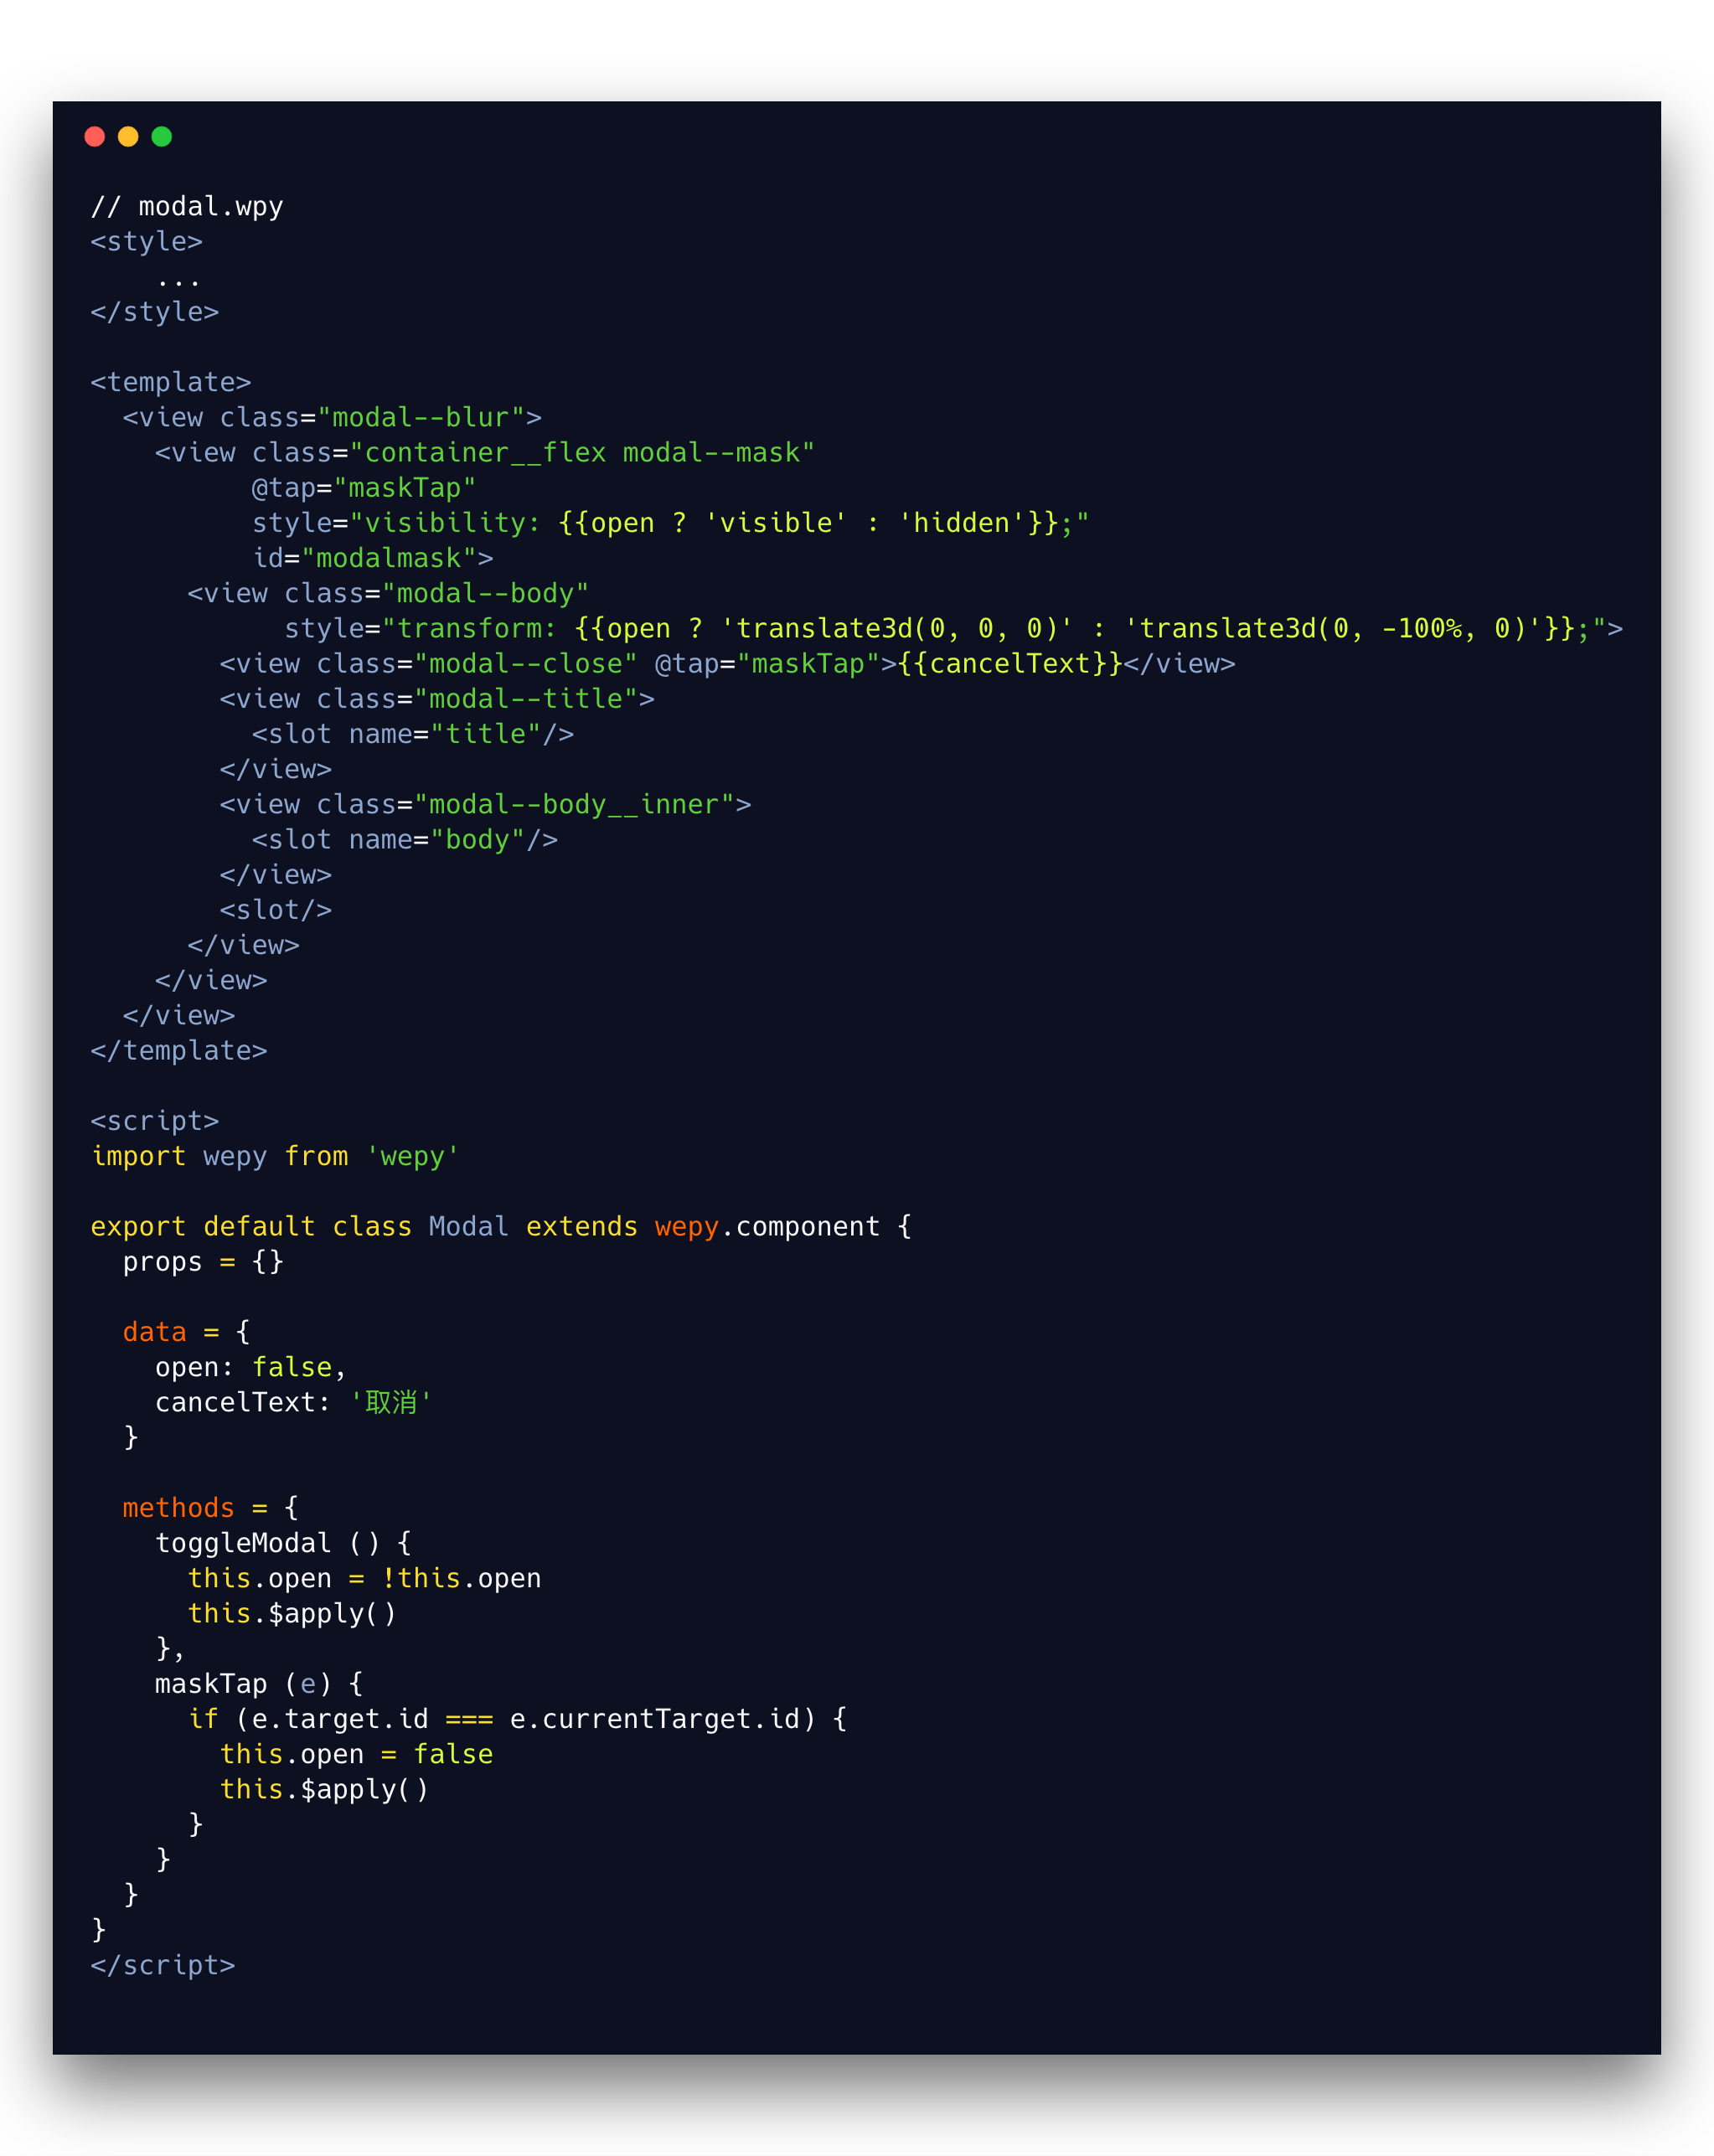 // modal.wpy
<style>
    ...
</style>

<template>
  <view class="modal--blur">
    <view class="container__flex modal--mask"
          @tap="maskTap"
          style="visibility: {{open ? 'visible' : 'hidden'}};"
          id="modalmask">
      <view class="modal--body"
            style="transform: {{open ? 'translate3d(0, 0, 0)' : 'translate3d(0, -100%, 0)'}};">
        <view class="modal--close" @tap="maskTap">{{cancelText}}</view>
        <view class="modal--title">
          <slot name="title"/>
        </view>
        <view class="modal--body__inner">
          <slot name="body"/>
        </view>
        <slot/>
      </view>
    </view>
  </view>
</template>

<script>
import wepy from 'wepy'

export default class Modal extends wepy.component {
  props = {}

  data = {
    open: false,
    cancelText: '取消'
  }

  methods = {
    toggleModal () {
      this.open = !this.open
      this.$apply()
    },
    maskTap (e) {
      if (e.target.id === e.currentTarget.id) {
        this.open = false
        this.$apply()
      }
    }
  }
}
</script>